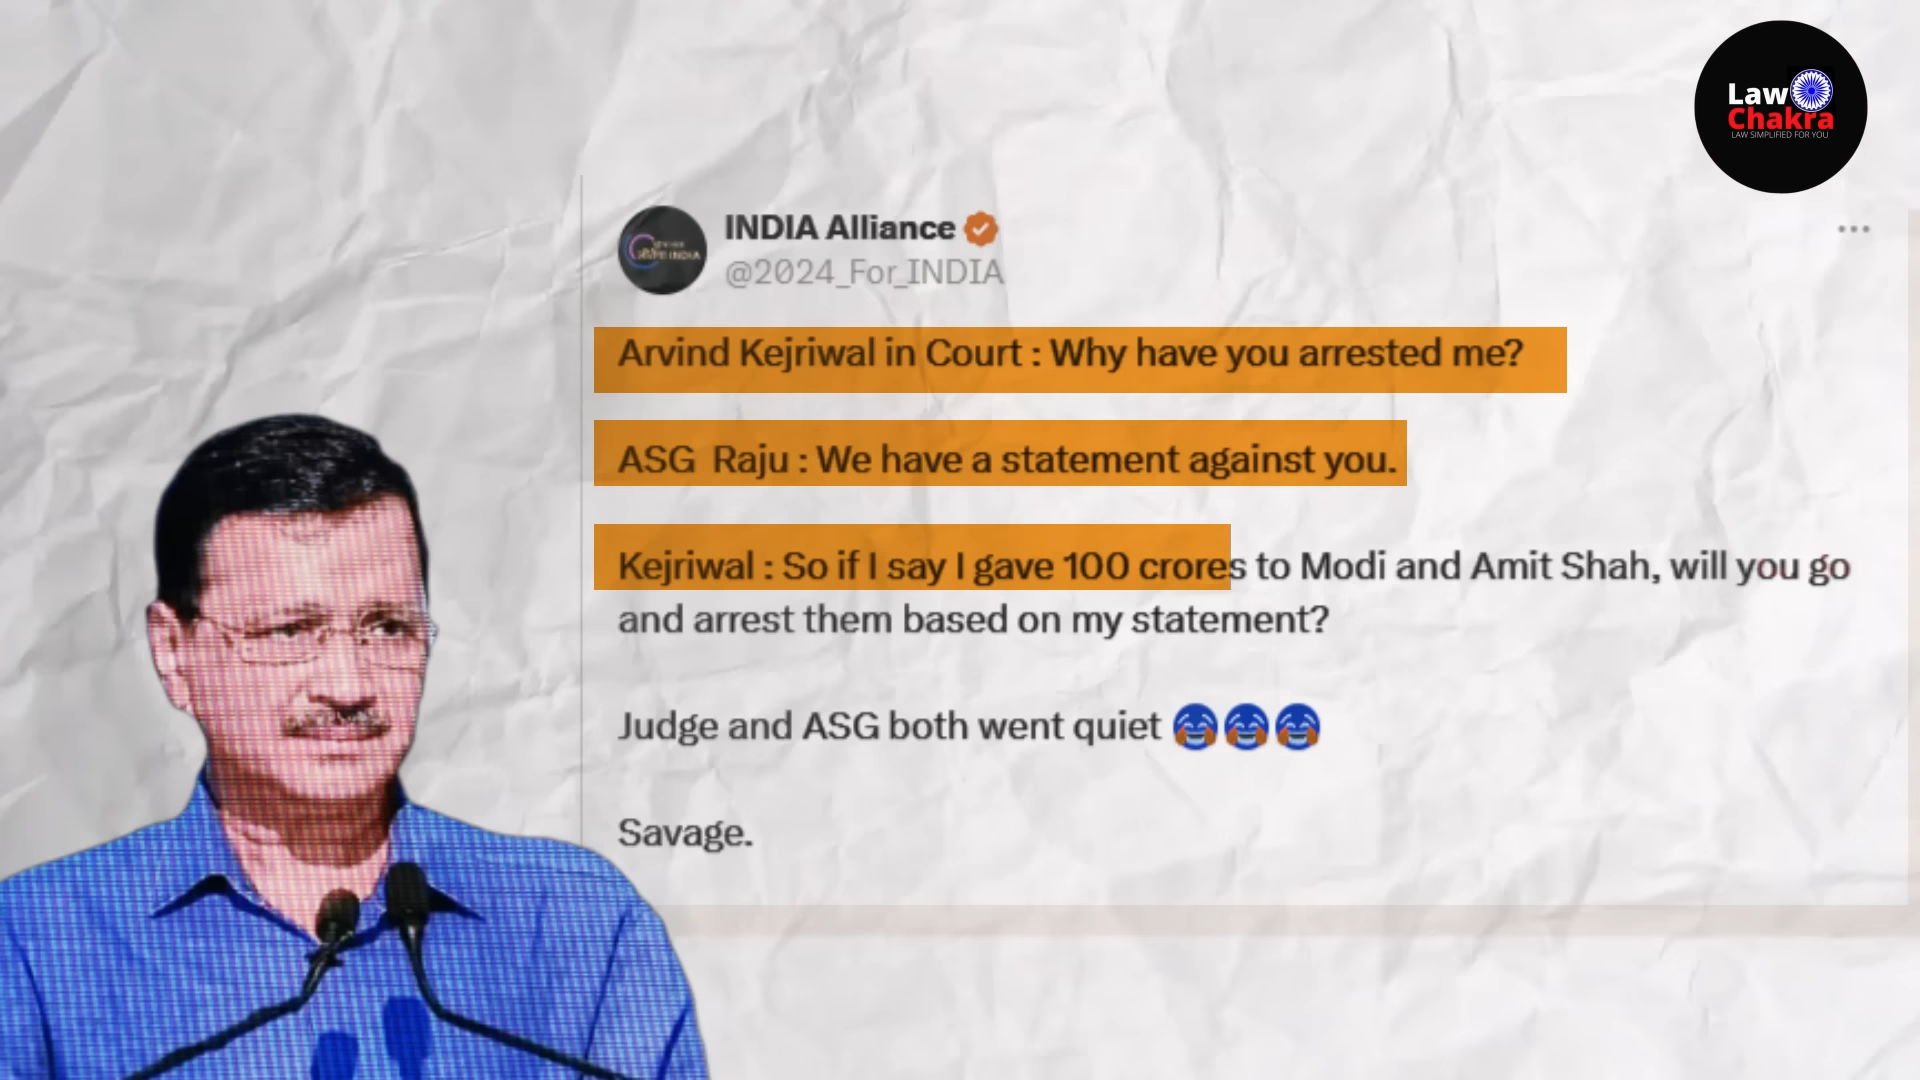 Law
Chakra
LAW SIMPLIFIED FOR YOU
INDIA Alliance
@2024_For_INDIA
Arvind Kejriwal in Court : Why have you arrested me?
ASG Raju : We have a statement against you.
Kejriwal : So if I say I gave 100 crores to Modi and Amit Shah, will you go
and arrest them based on my statement?
Judge and ASG both went quiet 😂😂😂
Savage.